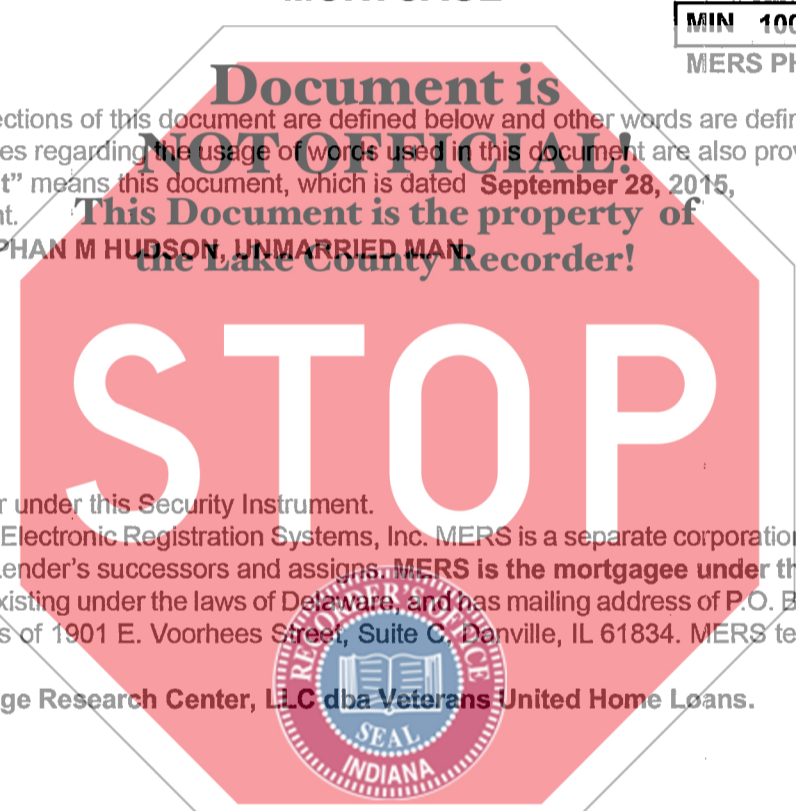 MORTGAGE
MIN 100
MERS PH
Document is
ections of this document are defined below and other words are defin
NOT OFFICIAL!
es regarding the usage of words used in this document are also prov
t” means this document, which is dated September 28, 2015,
This Document is the property of
nt.
PHAN M HUDSON, UNMARRIED MAN.
the Lake County Recorder!
STOP
r under this Security Instrument.
Electronic Registration Systems, Inc. MERS is a separate corporation
ender's successors and assigns. MERS is the mortgagee under th
xisting under the laws of Delaware, and has mailing address of P.O. B
s of 1901 E. Voorhees Street, Suite C, Danville, IL 61834. MERS te
ge Research Center, LLC dba Veterans United Home Loans.
RECORDER'S OFFICE
SEAL
INDIANA